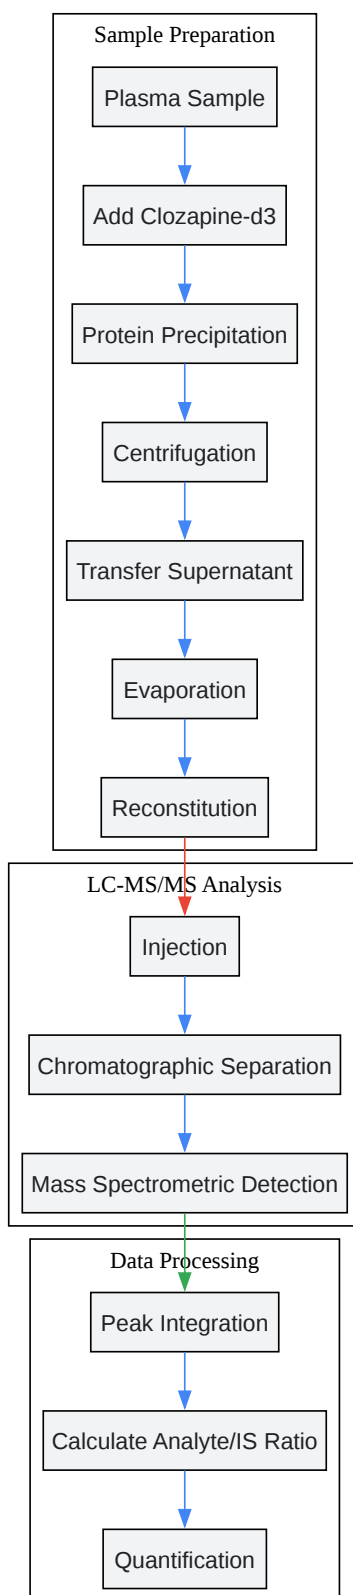 Sample Preparation
Plasma Sample
Add Clozapine-d3
Protein Precipitation
Centrifugation
Transfer Supernatant
Evaporation
Reconstitution
LC-MS/MS Analysis
Injection
Chromatographic Separation
Mass Spectrometric Detection
Data Processing
Peak Integration
Calculate Analyte/IS Ratio
Quantification